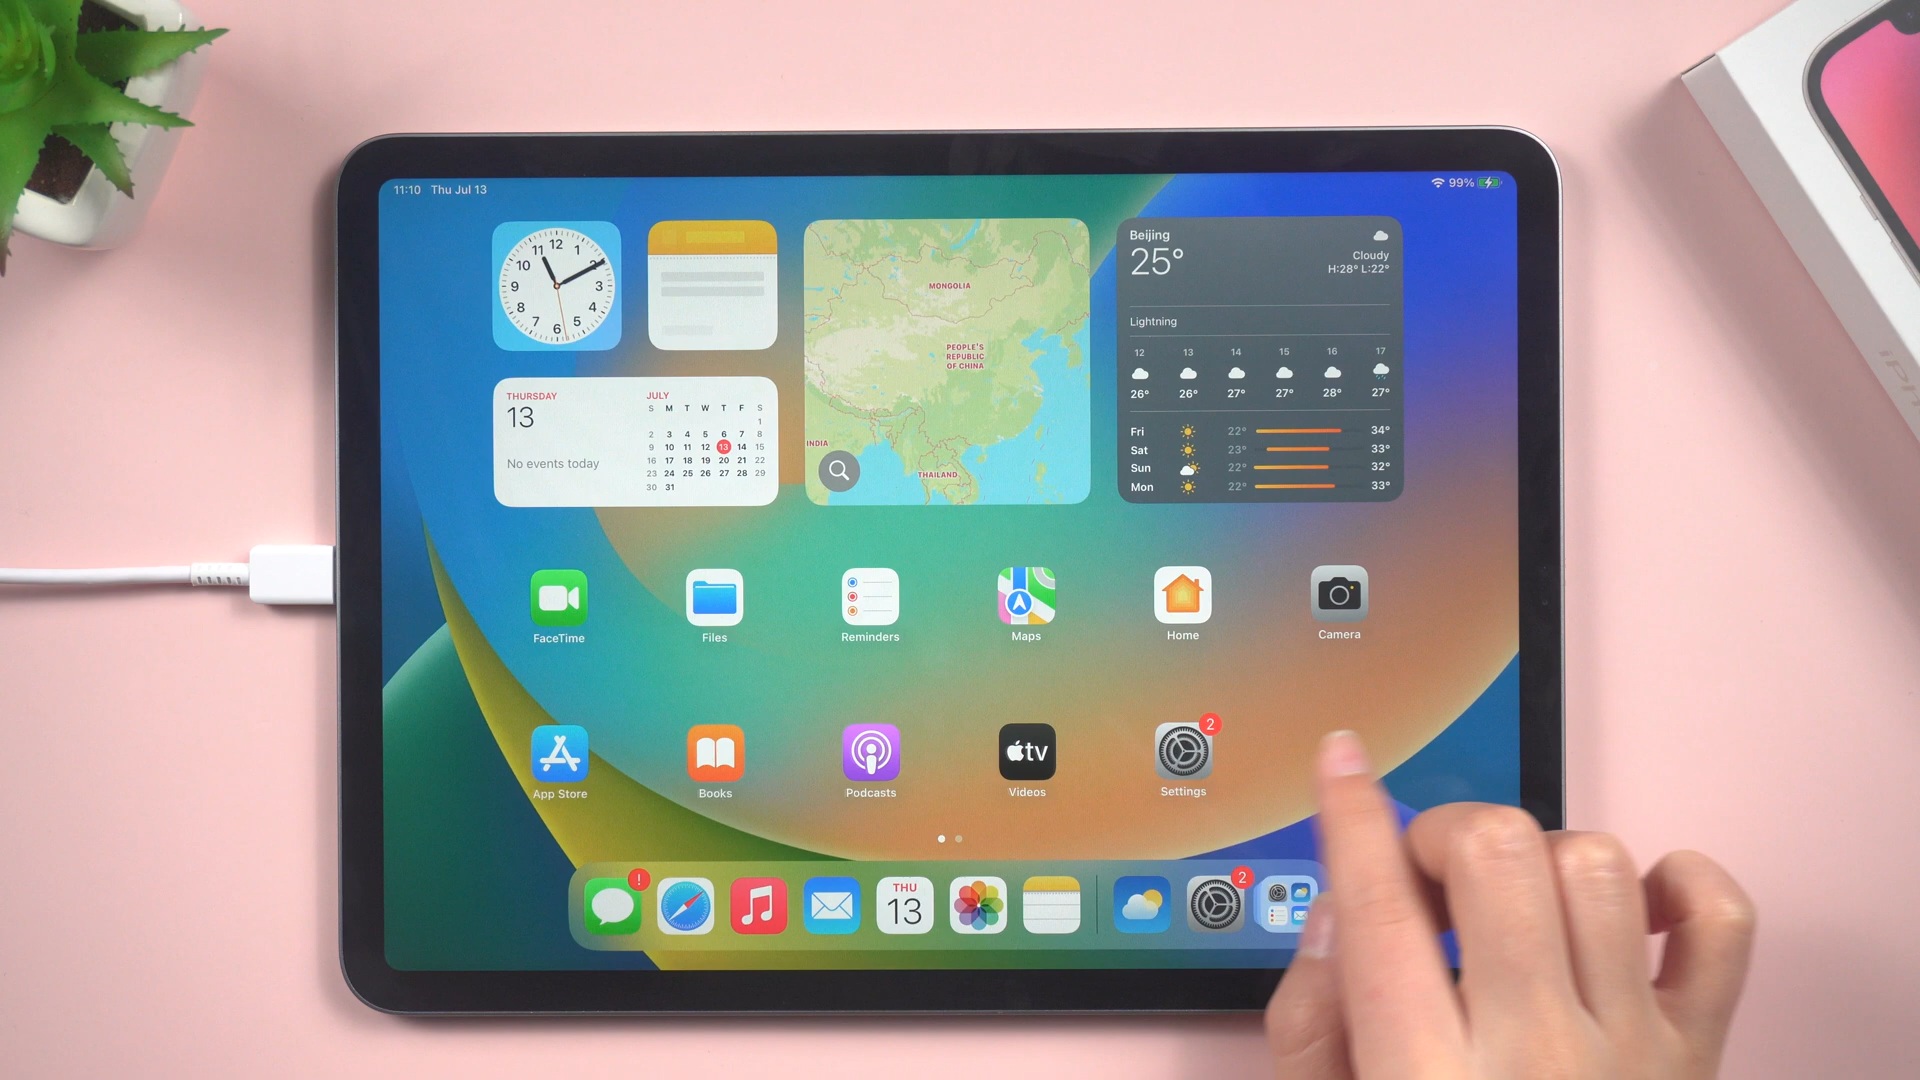 11:10 Thu Jul 13
99%
12
11 1
10 2
9 3
8 4
7 5
6
MONGOLIA
PEOPLE'S
REPUBLIC
OF CHINA
INDIA
THAILAND
Beijing
25°
Cloudy
H:28° L:22°
Lightning
12 13 14 15 16 17
26° 26° 27° 27° 28° 27°
Fri 22° 34°
Sat 23° 33°
Sun 22° 32°
Mon 22° 33°
THURSDAY
13
No events today
JULY
S M T W T F S
1
2 3 4 5 6 7 8
9 10 11 12 13 14 15
16 17 18 19 20 21 22
23 24 25 26 27 28 29
30 31
FaceTime Files Reminders Maps Home Camera
tv
2
App Store Books Podcasts Videos Settings
!
THU
13
2